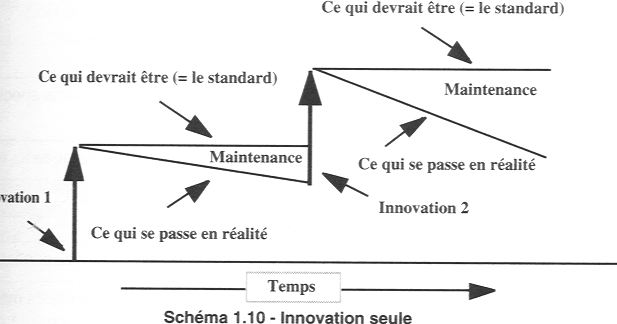 Ce qui devrait être (= le standard)
Ce qui devrait être (= le standard)
Maintenance
Maintenance
Ce qui se passe en réalité
vation 1
Innovation 2
Ce qui se passe en réalité
Temps
Schéma 1.10 - Innovation seule